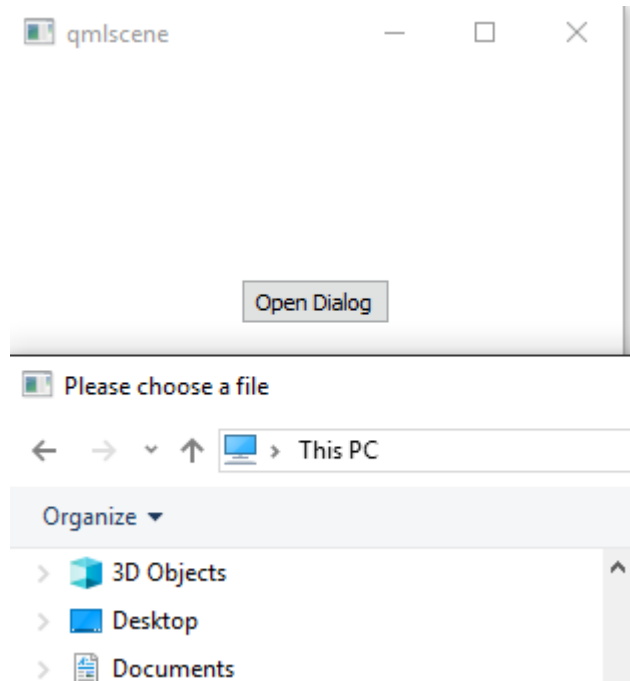 qmlscene
Open Dialog
Please choose a file
This PC
Organize
3D Objects
Desktop
Documents